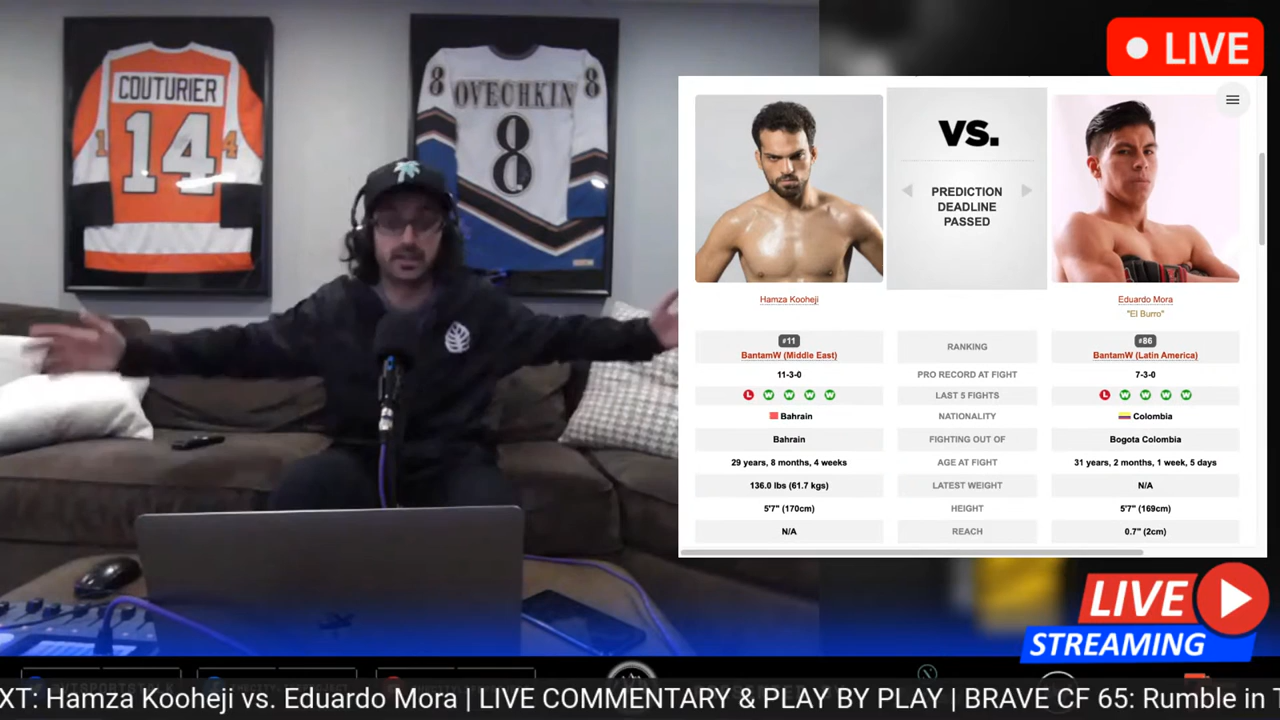 COUTURIER
14
14
8
OVECHKIN
8
8
LIVE
VS.
PREDICTION
DEADLINE
PASSED
Hamza Kooheji
Eduardo Mora
"El Burro"
#11
BantamW (Middle East)
RANKING
#86
BantamW (Latin America)
11-3-0
PRO RECORD AT FIGHT
7-3-0
L W W W W
LAST 5 FIGHTS
L W W W W
Bahrain
NATIONALITY
Colombia
Bahrain
FIGHTING OUT OF
Bogota Colombia
29 years, 8 months, 4 weeks
AGE AT FIGHT
31 years, 2 months, 1 week, 5 days
136.0 lbs (61.7 kgs)
LATEST WEIGHT
N/A
5'7" (170cm)
HEIGHT
5'7" (169cm)
N/A
REACH
0.7" (2cm)
LIVE
STREAMING
XT: Hamza Kooheji vs. Eduardo Mora | LIVE COMMENTARY & PLAY BY PLAY | BRAVE CF 65: Rumble in T